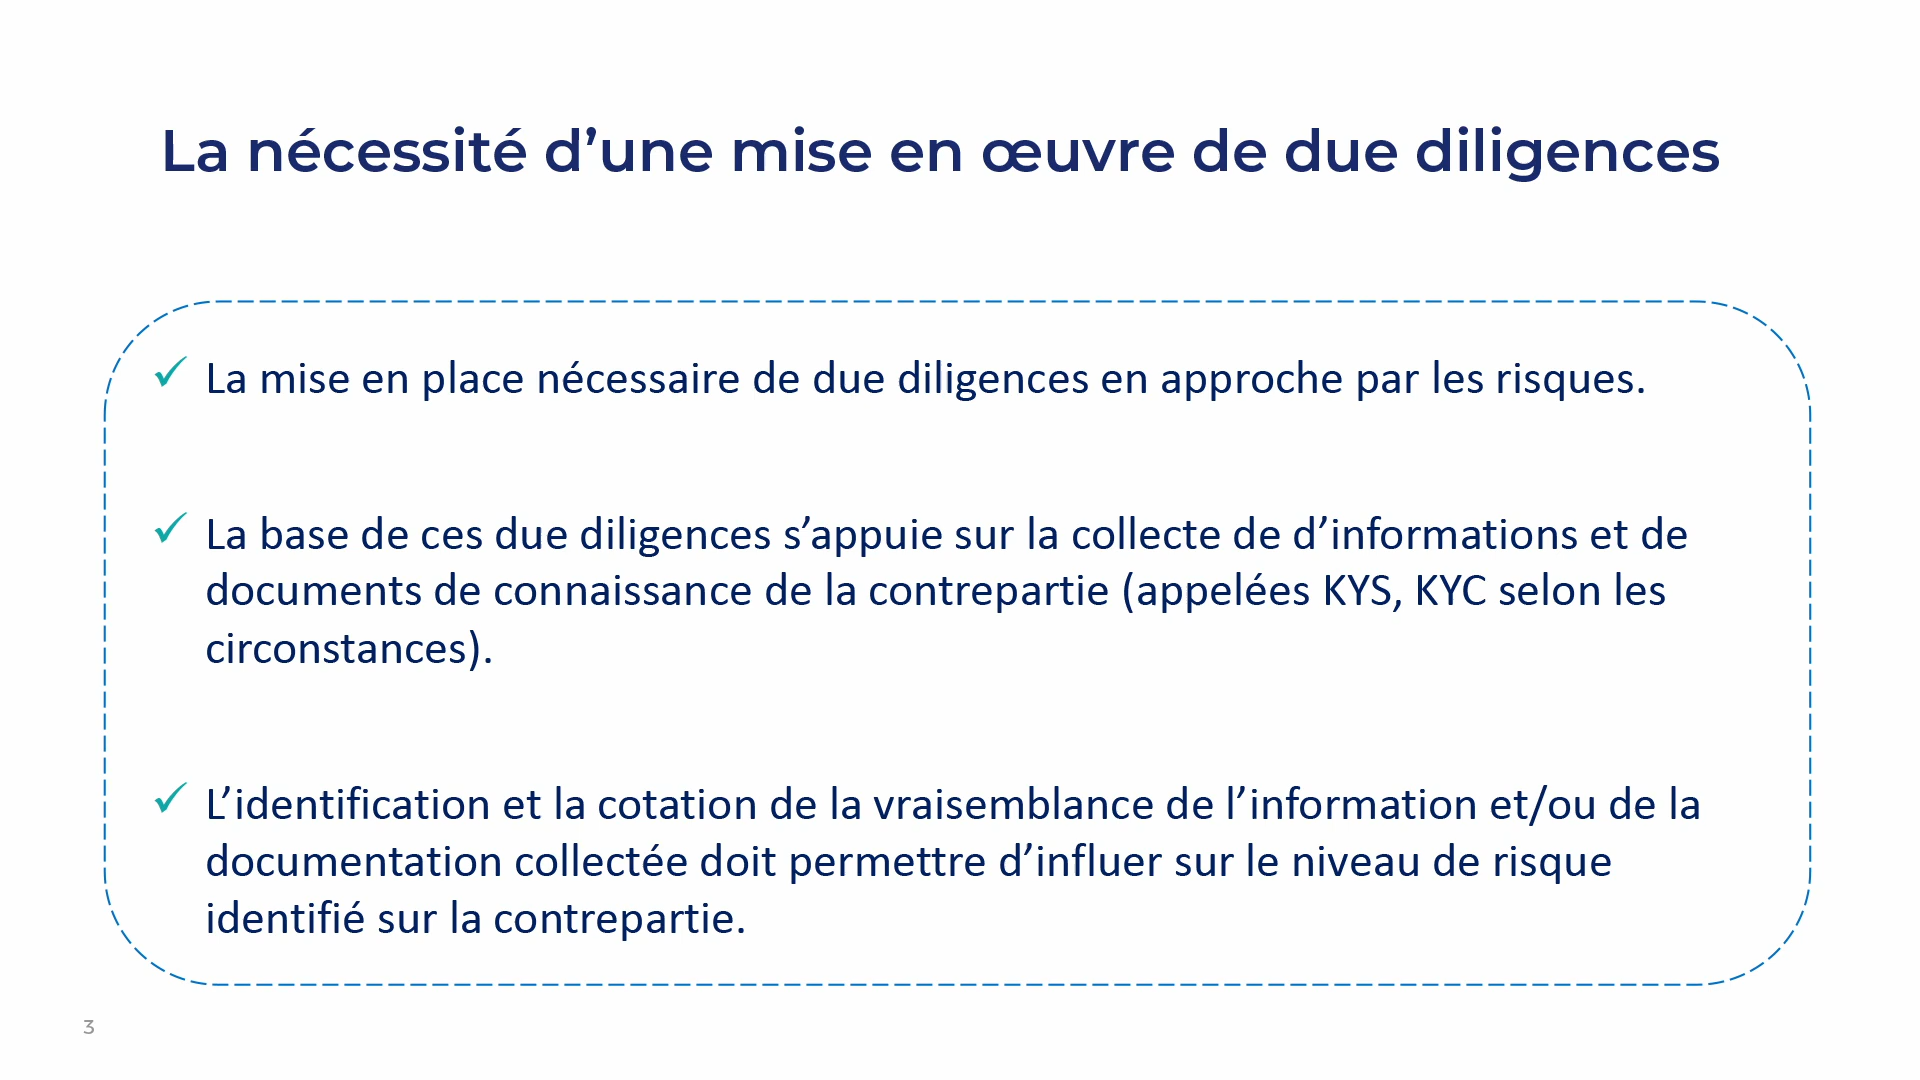 La nécessité d’une mise en œuvre de due diligences
✓ La mise en place nécessaire de due diligences en approche par les risques.
✓ La base de ces due diligences s’appuie sur la collecte de d’informations et de
documents de connaissance de la contrepartie (appelées KYS, KYC selon les
circonstances).
✓ L’identification et la cotation de la vraisemblance de l’information et/ou de la
documentation collectée doit permettre d’influer sur le niveau de risque
identifié sur la contrepartie.
3